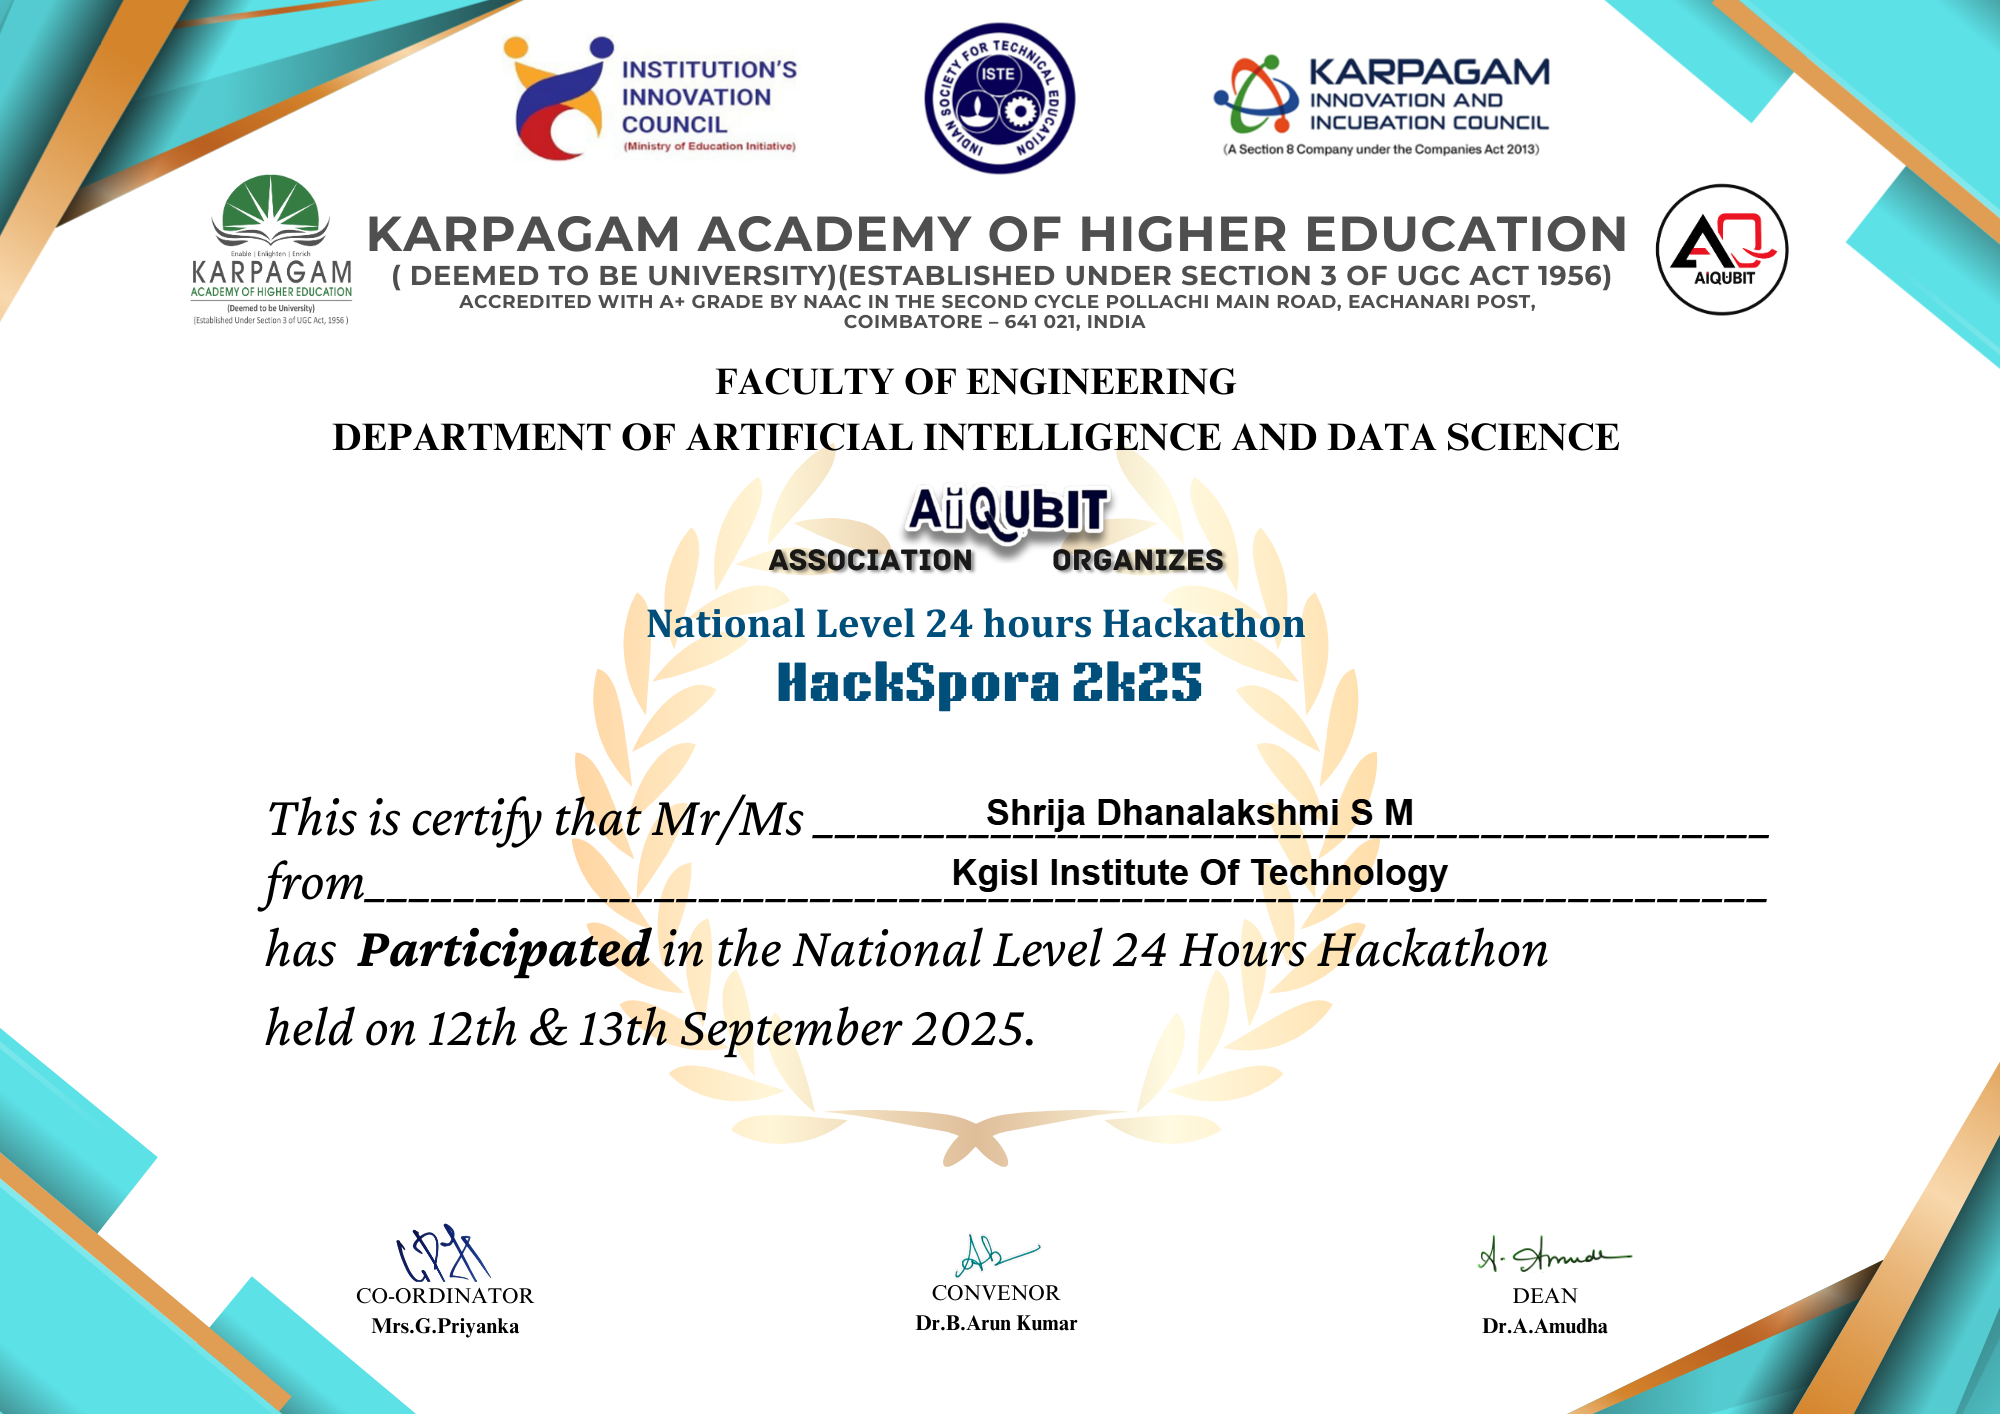 INSTITUTION'S
INNOVATION
COUNCIL
(Ministry of Education Initiative)
INDIAN SOCIETY FOR TECHNICAL EDUCATION
ISTE
KARPAGAM
INNOVATION AND
INCUBATION COUNCIL
(A Section 8 Company under the Companies Act 2013)
Enable | Enlighten | Enrich
KARPAGAM
ACADEMY OF HIGHER EDUCATION
(Deemed to be University)
(Established Under Section 3 of UGC Act, 1956 )
KARPAGAM ACADEMY OF HIGHER EDUCATION
( DEEMED TO BE UNIVERSITY)(ESTABLISHED UNDER SECTION 3 OF UGC ACT 1956)
ACCREDITED WITH A+ GRADE BY NAAC IN THE SECOND CYCLE POLLACHI MAIN ROAD, EACHANARI POST,
COIMBATORE – 641 021, INDIA
AQ
AIQUBIT
FACULTY OF ENGINEERING
DEPARTMENT OF ARTIFICIAL INTELLIGENCE AND DATA SCIENCE
AiQUbIT
ASSOCIATION ORGANIZES
National Level 24 hours Hackathon
HackSpora 2k25
This is certify that Mr/Ms Shrija Dhanalakshmi S M
from Kgisl Institute Of Technology
has Participated in the National Level 24 Hours Hackathon
held on 12th & 13th September 2025.
A. Amudha
CO-ORDINATOR
Mrs.G.Priyanka
CONVENOR
Dr.B.Arun Kumar
DEAN
Dr.A.Amudha